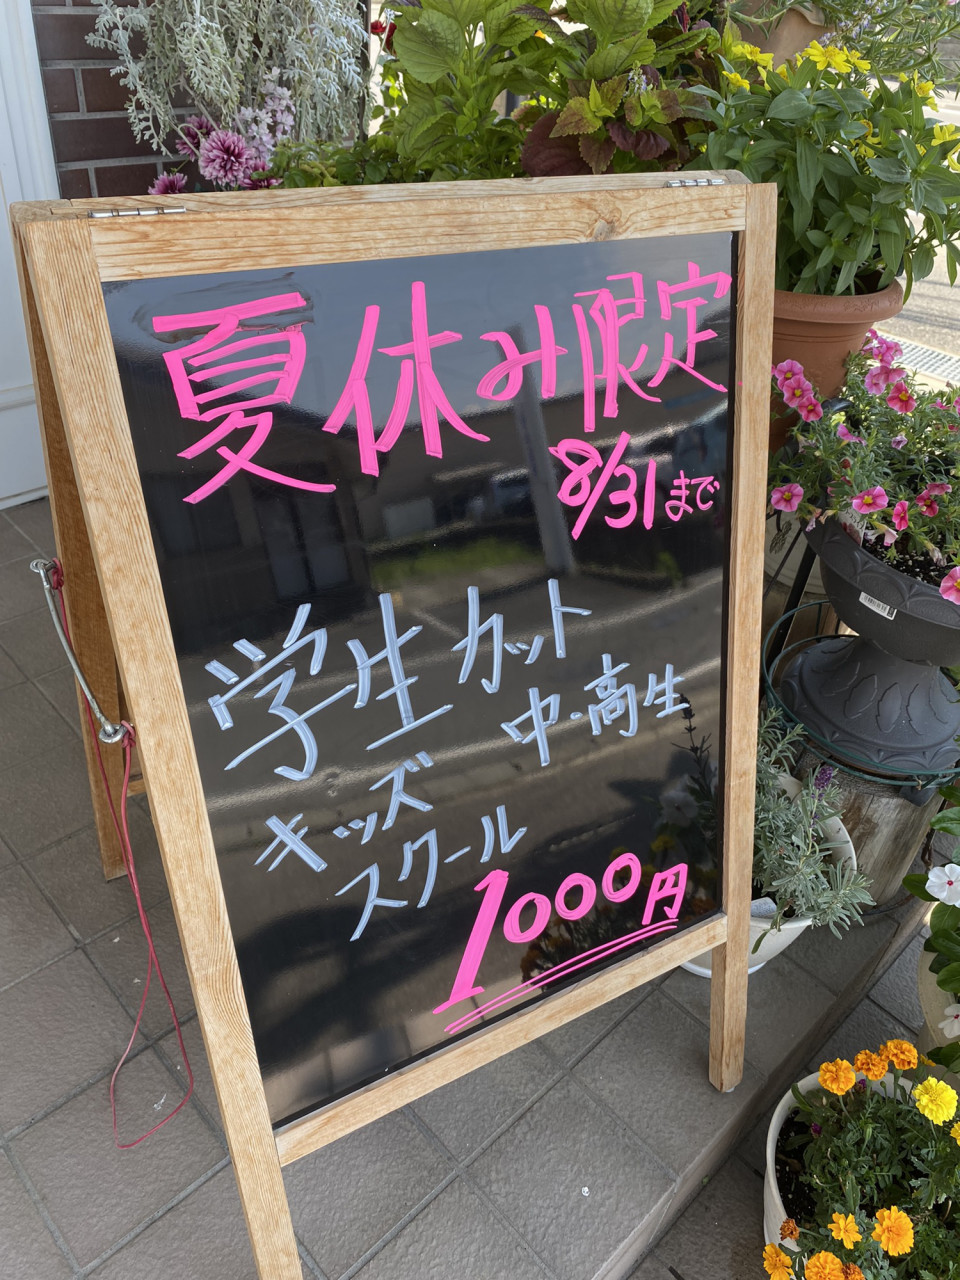 夏休み限定
8/31まで
学生カット
中・高生
キッズ
スクール
1000円